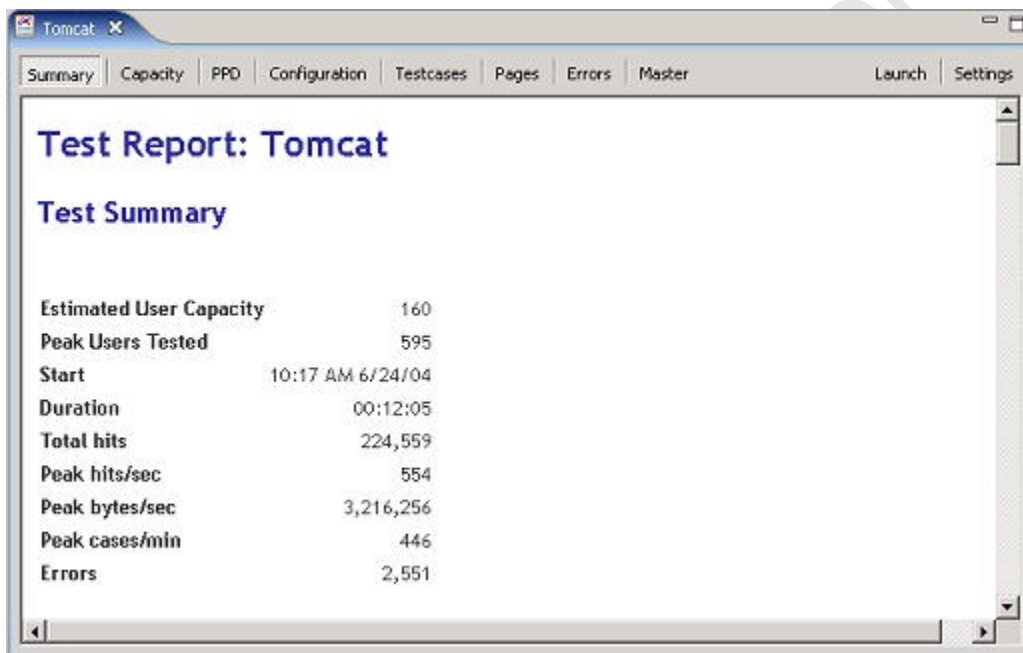 Tomcat
Summary Capacity PPD Configuration Testcases Pages Errors Master Launch Settings
Test Report: Tomcat
Test Summary
Estimated User Capacity 160
Peak Users Tested 595
Start 10:17 AM 6/24/04
Duration 00:12:05
Total hits 224,559
Peak hits/sec 554
Peak bytes/sec 3,216,256
Peak cases/min 446
Errors 2,551